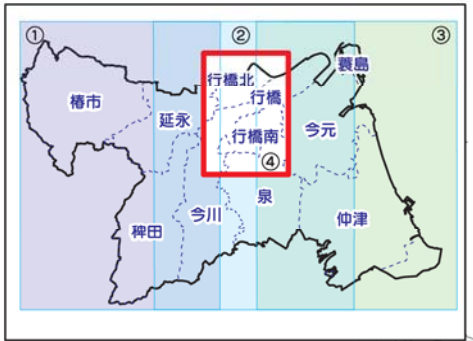 ①
②
③
行橋北
蓑島
椿市
行橋
延永
今元
行橋南
④
泉
今川
仲津
稗田